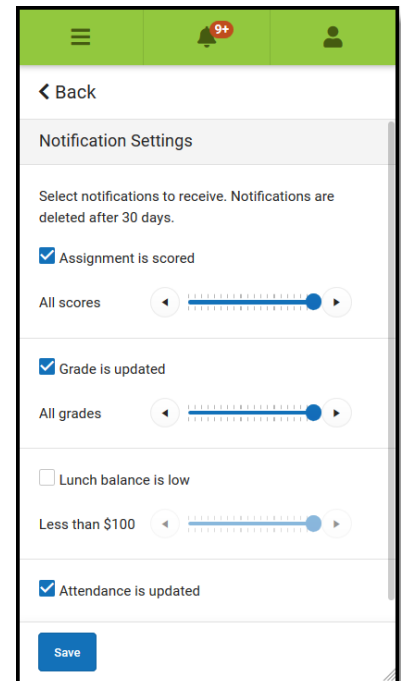 9+
Back
Notification Settings
Select notifications to receive. Notifications are
deleted after 30 days.
Assignment is scored
All scores
Grade is updated
All grades
Lunch balance is low
Less than $100
Attendance is updated
Save